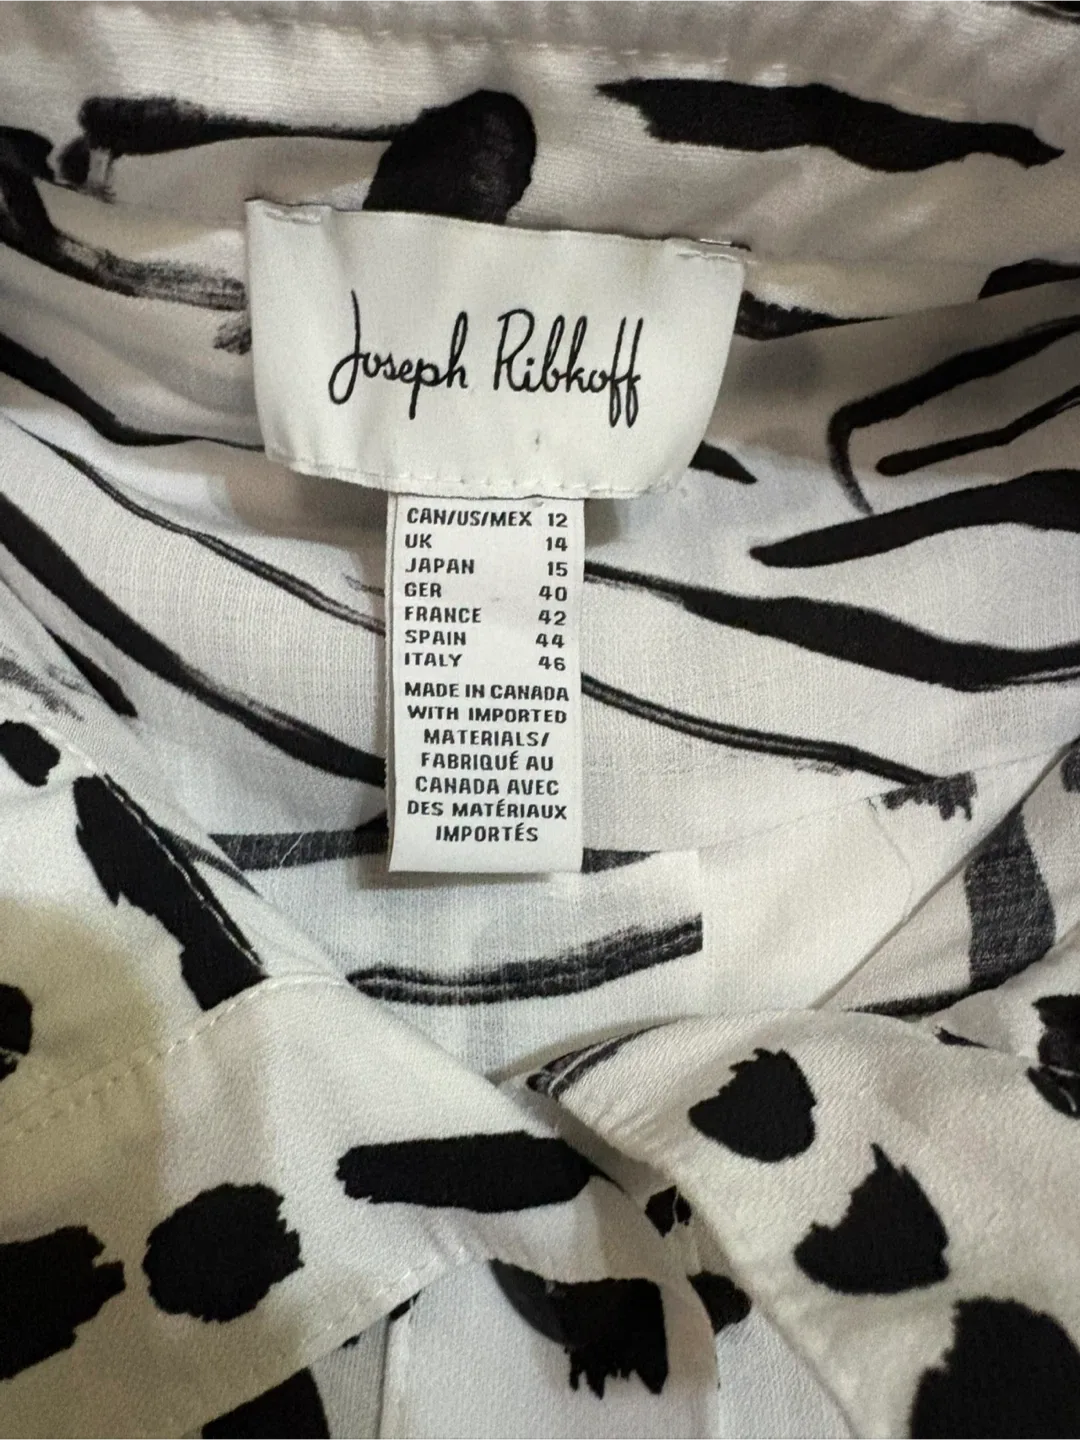 Joseph Ribkoff
CAN/US/MEX 12
UK 14
JAPAN 15
GER 40
FRANCE 42
SPAIN 44
ITALY 46
MADE IN CANADA
WITH IMPORTED
MATERIALS/
FABRIQUÉ AU
CANADA AVEC
DES MATÉRIAUX
IMPORTÉS